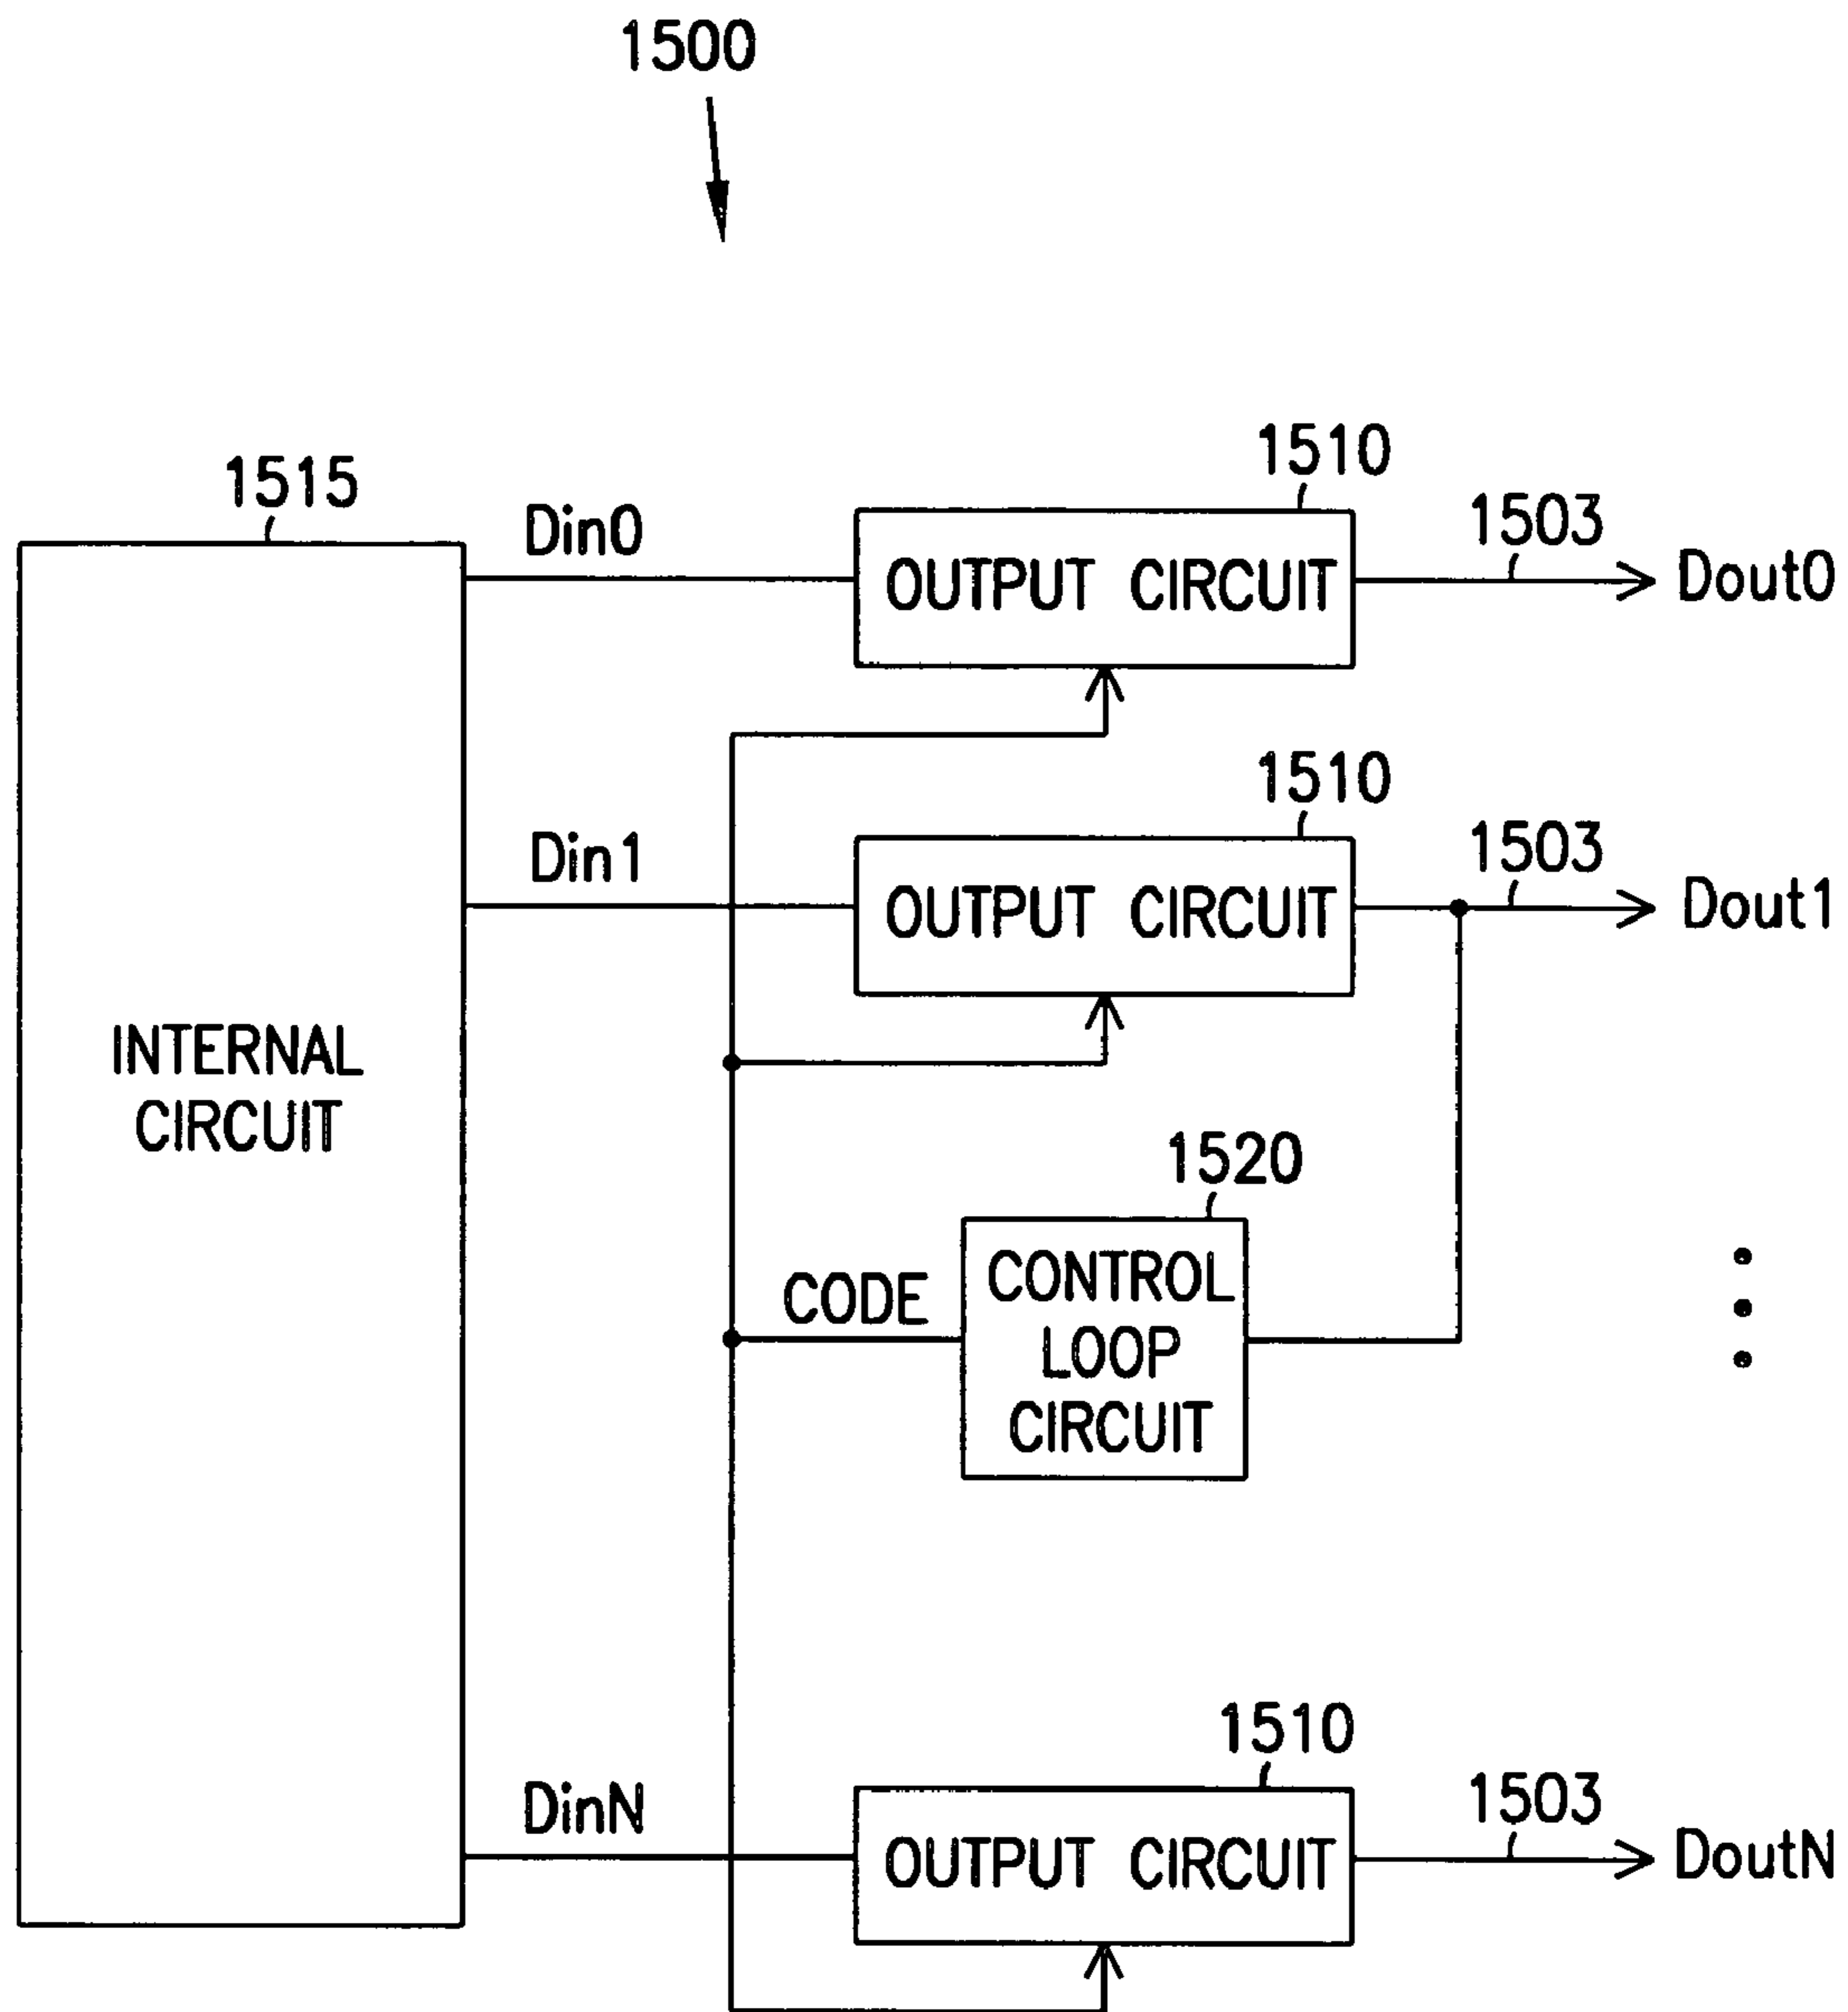 1500
1515
Din0
1510
OUTPUT CIRCUIT
1503
Dout0
Din1
1510
OUTPUT CIRCUIT
1503
Dout1
INTERNAL
CIRCUIT
1520
CODE
CONTROL
LOOP
CIRCUIT
DinN
1510
OUTPUT CIRCUIT
1503
DoutN